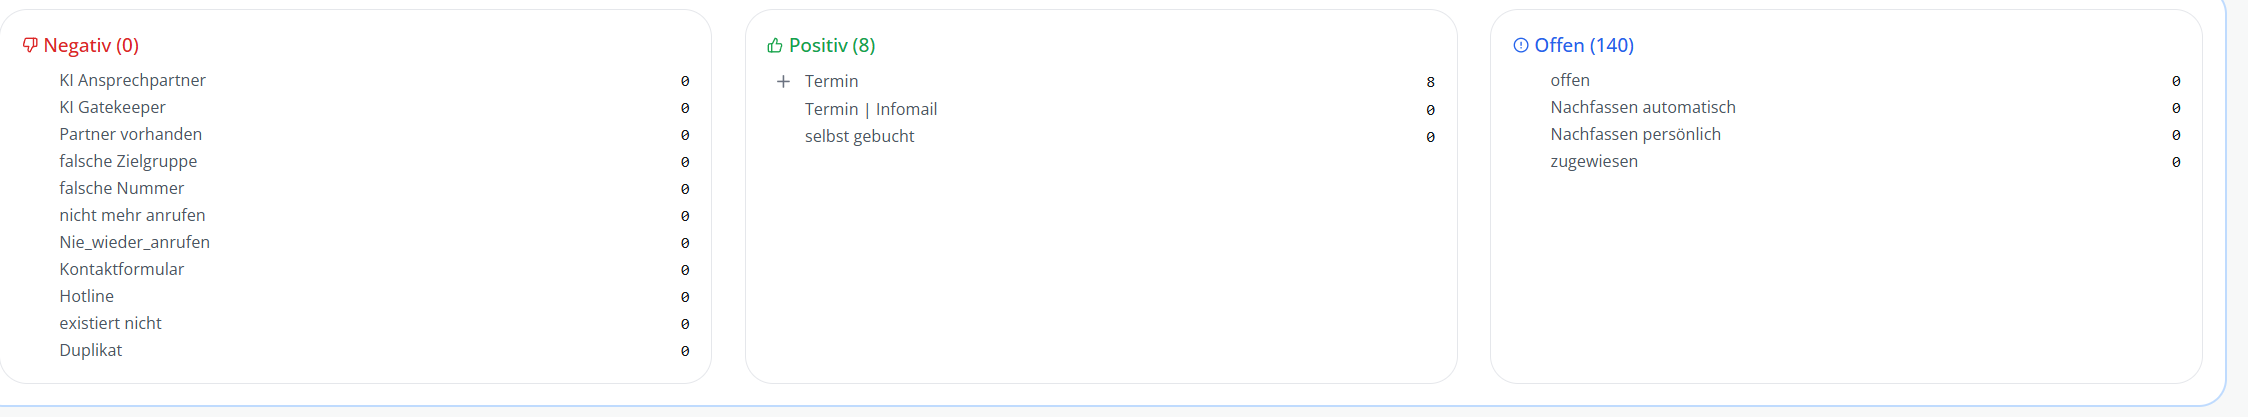 Negativ (0)
KI Ansprechpartner 0
KI Gatekeeper 0
Partner vorhanden 0
falsche Zielgruppe 0
falsche Nummer 0
nicht mehr anrufen 0
Nie_wieder_anrufen 0
Kontaktformular 0
Hotline 0
existiert nicht 0
Duplikat 0
Positiv (8)
Termin 8
Termin | Infomail 0
selbst gebucht 0
Offen (140)
offen 0
Nachfassen automatisch 0
Nachfassen persönlich 0
zugewiesen 0